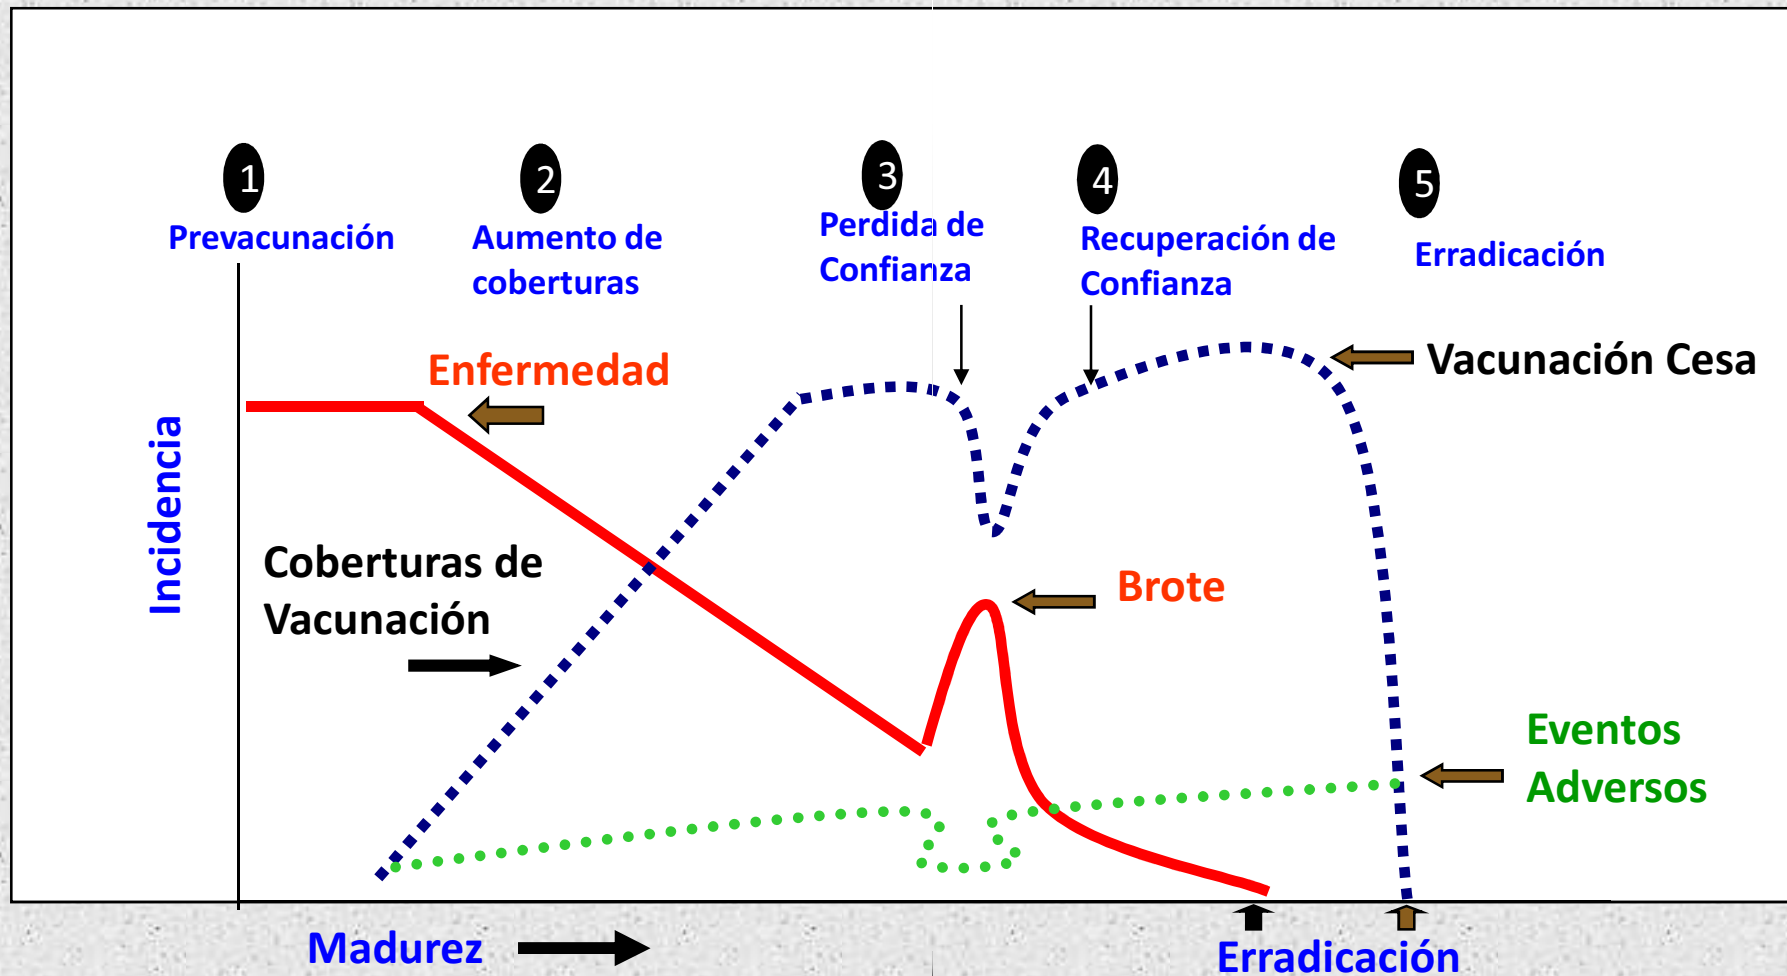 1
2
3
4
5
Prevacunación
Aumento de
coberturas
Perdida de
Confianza
Recuperación de
Confianza
Erradicación
Enfermedad
Vacunación Cesa
Incidencia
Coberturas de
Vacunación
Brote
Eventos
Adversos
Madurez
Erradicación